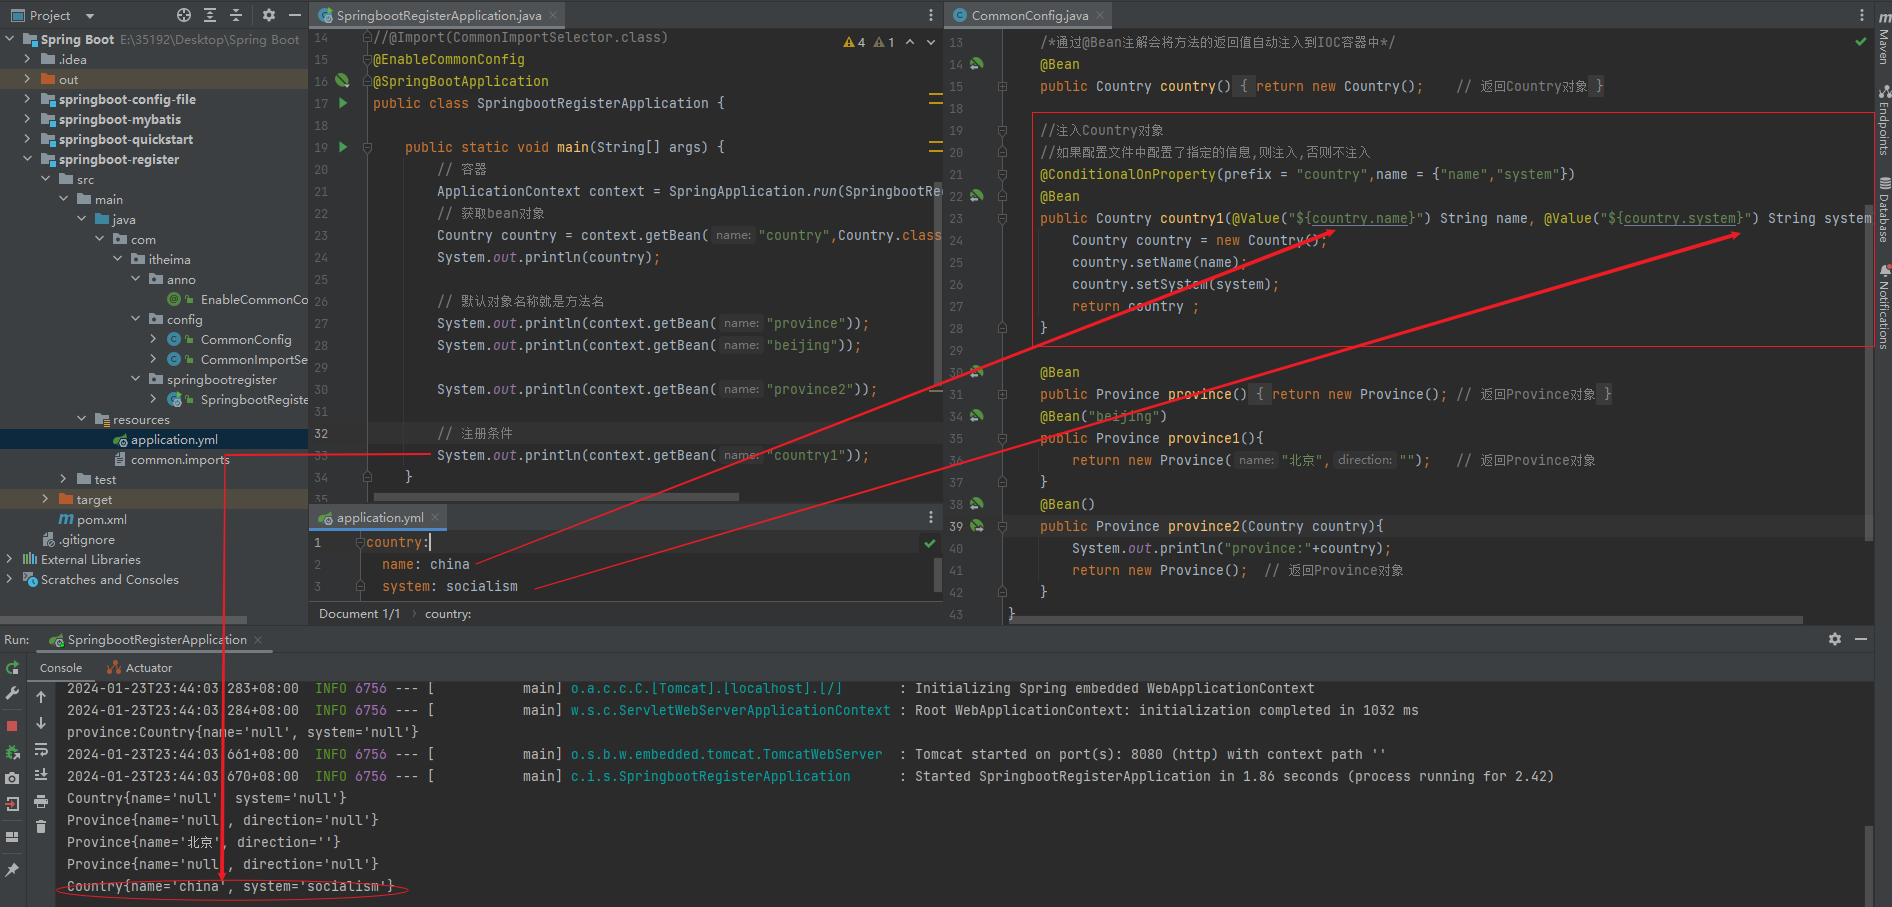 Project
Spring Boot E:\35192\Desktop\Spring Boot
.idea
out
springboot-config-file
springboot-mybatis
springboot-quickstart
springboot-register
src
main
java
com
itheima
anno
EnableCommonCo
config
CommonConfig
CommonImportSe
springbootregister
SpringbootRegiste
resources
application.yml
common.imports
test
target
pom.xml
.gitignore
External Libraries
Scratches and Consoles
SpringbootRegisterApplication.java
4 1
14 //@Import(CommonImportSelector.class)
15 @EnableCommonConfig
16 @SpringBootApplication
17 public class SpringbootRegisterApplication {
18
19 public static void main(String[] args) {
20 // 容器
21 ApplicationContext context = SpringApplication.run(SpringbootRe
22 // 获取bean对象
23 Country country = context.getBean( name: "country",Country.class
24 System.out.println(country);
25
26 // 默认对象名称就是方法名
27 System.out.println(context.getBean( name: "province"));
28 System.out.println(context.getBean( name: "beijing"));
29
30 System.out.println(context.getBean( name: "province2"));
31
32 // 注册条件
33 System.out.println(context.getBean( name: "country1"));
34 }
35
application.yml
1 country:
2 name: china
3 system: socialism
Document 1/1 country:
CommonConfig.java
13 /*通过@Bean注解会将方法的返回值自动注入到IOC容器中*/
14 @Bean
15 public Country country() { return new Country(); // 返回Country对象 }
18
19 //注入Country对象
20 //如果配置文件中配置了指定的信息,则注入,否则不注入
21 @ConditionalOnProperty(prefix = "country",name = {"name","system"})
22 @Bean
23 public Country country1(@Value("${country.name}") String name, @Value("${country.system}") String system
24 Country country = new Country();
25 country.setName(name);
26 country.setSystem(system);
27 return country ;
28 }
29
30 @Bean
31 public Province province() { return new Province(); // 返回Province对象 }
34 @Bean("beijing")
35 public Province province1(){
36 return new Province( name: "北京", direction: ""); // 返回Province对象
37 }
38 @Bean()
39 public Province province2(Country country){
40 System.out.println("province:"+country);
41 return new Province(); // 返回Province对象
42 }
43 }
Maven
Endpoints
Database
Notifications
Run: SpringbootRegisterApplication
Console Actuator
2024-01-23T23:44:03.283+08:00 INFO 6756 --- [ main] o.a.c.c.C.[Tomcat].[localhost].[/] : Initializing Spring embedded WebApplicationContext
2024-01-23T23:44:03.284+08:00 INFO 6756 --- [ main] w.s.c.ServletWebServerApplicationContext : Root WebApplicationContext: initialization completed in 1032 ms
province:Country{name='null', system='null'}
2024-01-23T23:44:03.661+08:00 INFO 6756 --- [ main] o.s.b.w.embedded.tomcat.TomcatWebServer : Tomcat started on port(s): 8080 (http) with context path ''
2024-01-23T23:44:03.670+08:00 INFO 6756 --- [ main] c.i.s.SpringbootRegisterApplication : Started SpringbootRegisterApplication in 1.86 seconds (process running for 2.42)
Country{name='null', system='null'}
Province{name='null', direction='null'}
Province{name='北京', direction=''}
Province{name='null', direction='null'}
Country{name='china', system='socialism'}